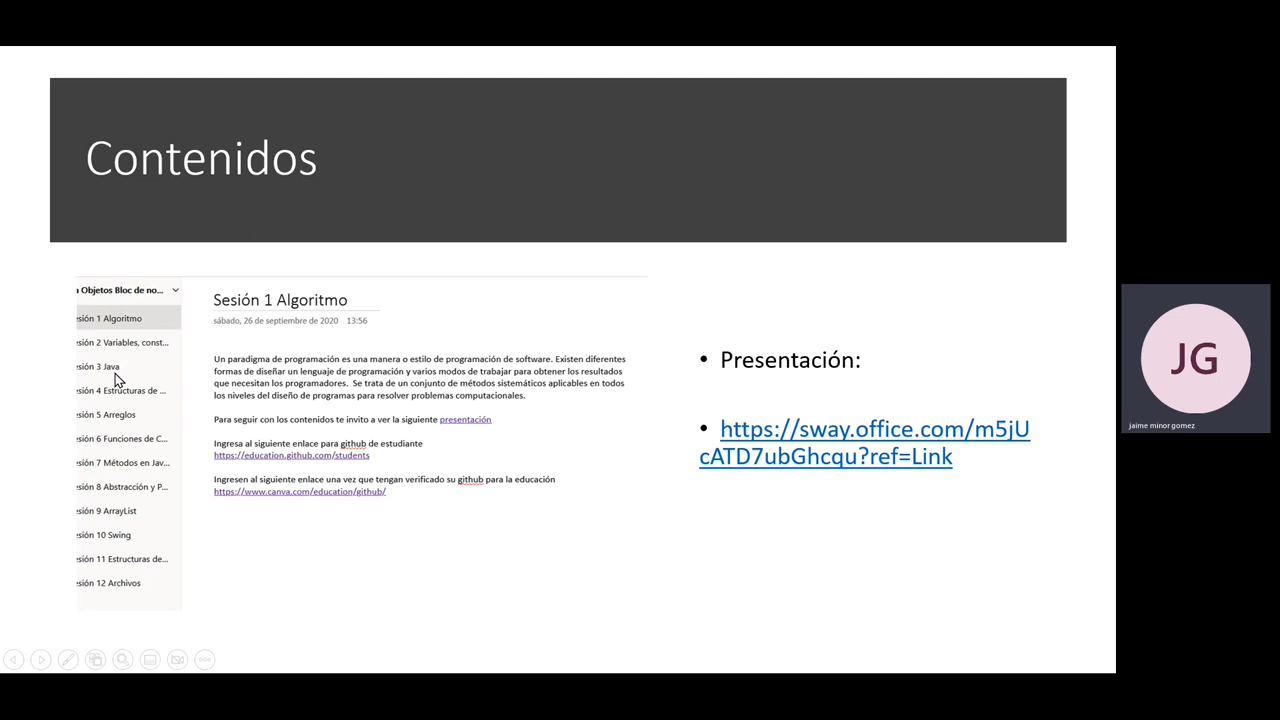 Contenidos
n Objetos Bloc de no...
esión 1 Algoritmo
esión 2 Variables, const...
esión 3 Java
esión 4 Estructuras de ...
esión 5 Arreglos
esión 6 Funciones de C...
esión 7 Métodos en Jav...
esión 8 Abstracción y P...
esión 9 ArrayList
esión 10 Swing
esión 11 Estructuras de...
esión 12 Archivos
Sesión 1 Algoritmo
sábado, 26 de septiembre de 2020 13:56
Un paradigma de programación es una manera o estilo de programación de software. Existen diferentes
formas de diseñar un lenguaje de programación y varios modos de trabajar para obtener los resultados
que necesitan los programadores. Se trata de un conjunto de métodos sistemáticos aplicables en todos
los niveles del diseño de programas para resolver problemas computacionales.
Para seguir con los contenidos te invito a ver la siguiente presentación
Ingresa al siguiente enlace para github de estudiante
https://education.github.com/students
Ingresen al siguiente enlace una vez que tengan verificado su github para la educación
https://www.canva.com/education/github/
• Presentación:
• https://sway.office.com/m5jU
cATD7ubGhcqu?ref=Link
JG
jaime minor gomez